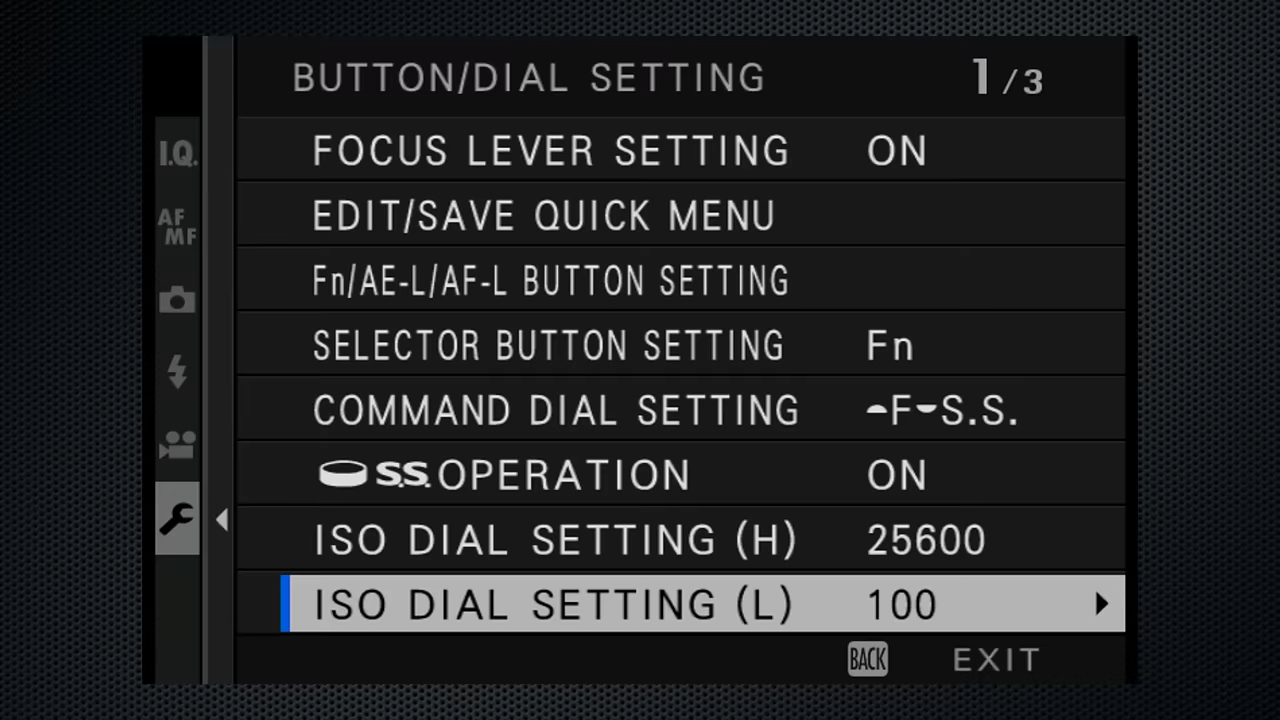 BUTTON/DIAL SETTING 1/3
I.Q.
AF
MF
FOCUS LEVER SETTING ON
EDIT/SAVE QUICK MENU
Fn/AE-L/AF-L BUTTON SETTING
SELECTOR BUTTON SETTING Fn
COMMAND DIAL SETTING F S.S.
S.S. OPERATION ON
ISO DIAL SETTING (H) 25600
ISO DIAL SETTING (L) 100
BACK EXIT